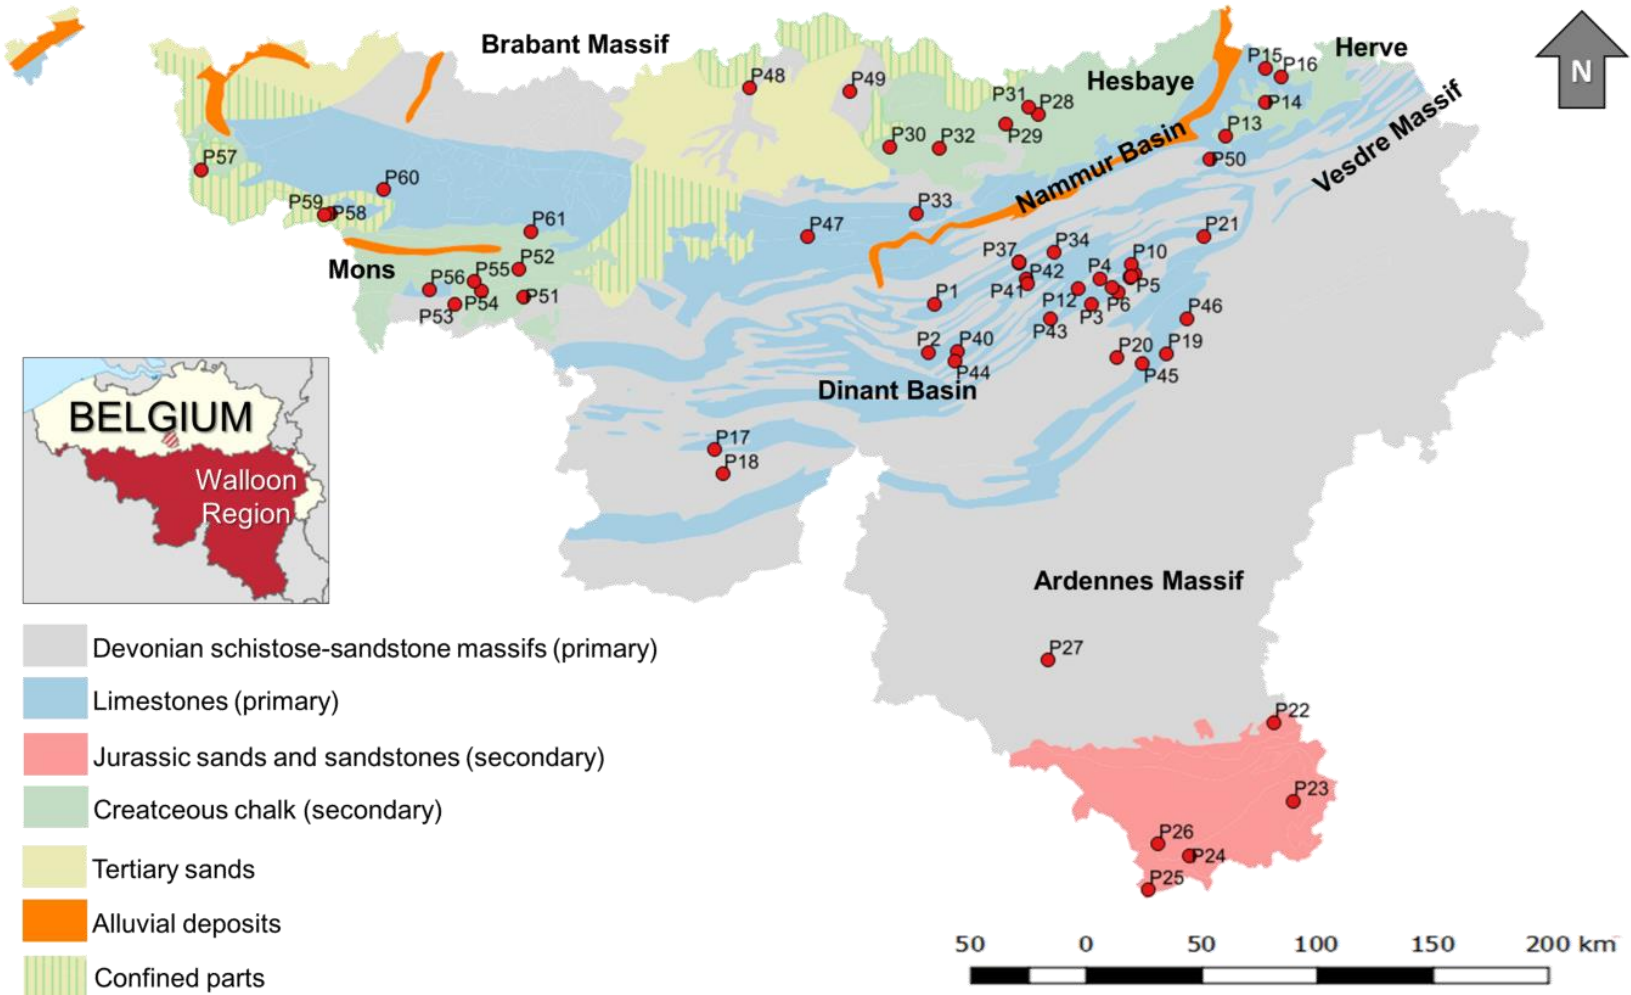 Brabant Massif
Herve
N
P15
P16
Hesbaye
P48
P49
P31
P28
P14
P29
P13
P30
P32
P50
Vesdre Massif
Nammur Basin
P57
P60
P59
P58
P33
P61
P47
P21
P34
P37
P10
Mons
P52
P55
P56
P42
P4
P5
P41
P1
P12
P6
P51
P54
P53
P3
P46
P43
P2
P40
P20
P19
P44
P45
Dinant Basin
BELGIUM
P17
P18
Walloon
Region
Ardennes Massif
P27
P22
P23
P26
P24
P25
Devonian schistose-sandstone massifs (primary)
Limestones (primary)
Jurassic sands and sandstones (secondary)
Creatceous chalk (secondary)
Tertiary sands
Alluvial deposits
Confined parts
50 0 50 100 150 200 km